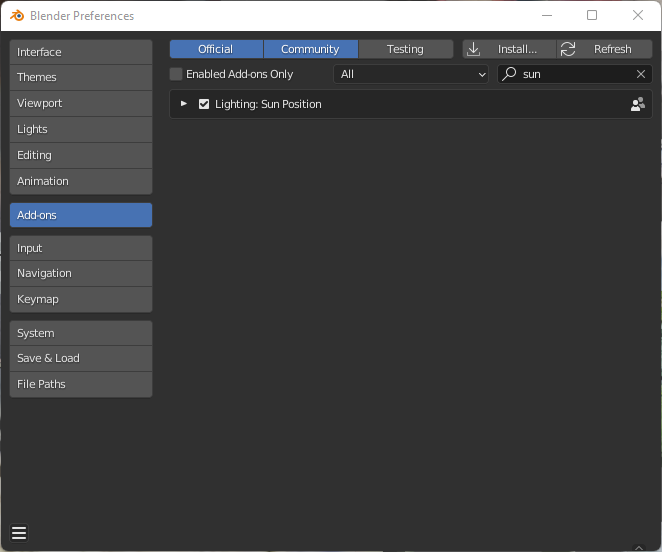 Blender Preferences
Interface
Themes
Viewport
Lights
Editing
Animation
Add-ons
Input
Navigation
Keymap
System
Save & Load
File Paths
Official Community Testing Install... Refresh
Enabled Add-ons Only All sun
Lighting: Sun Position